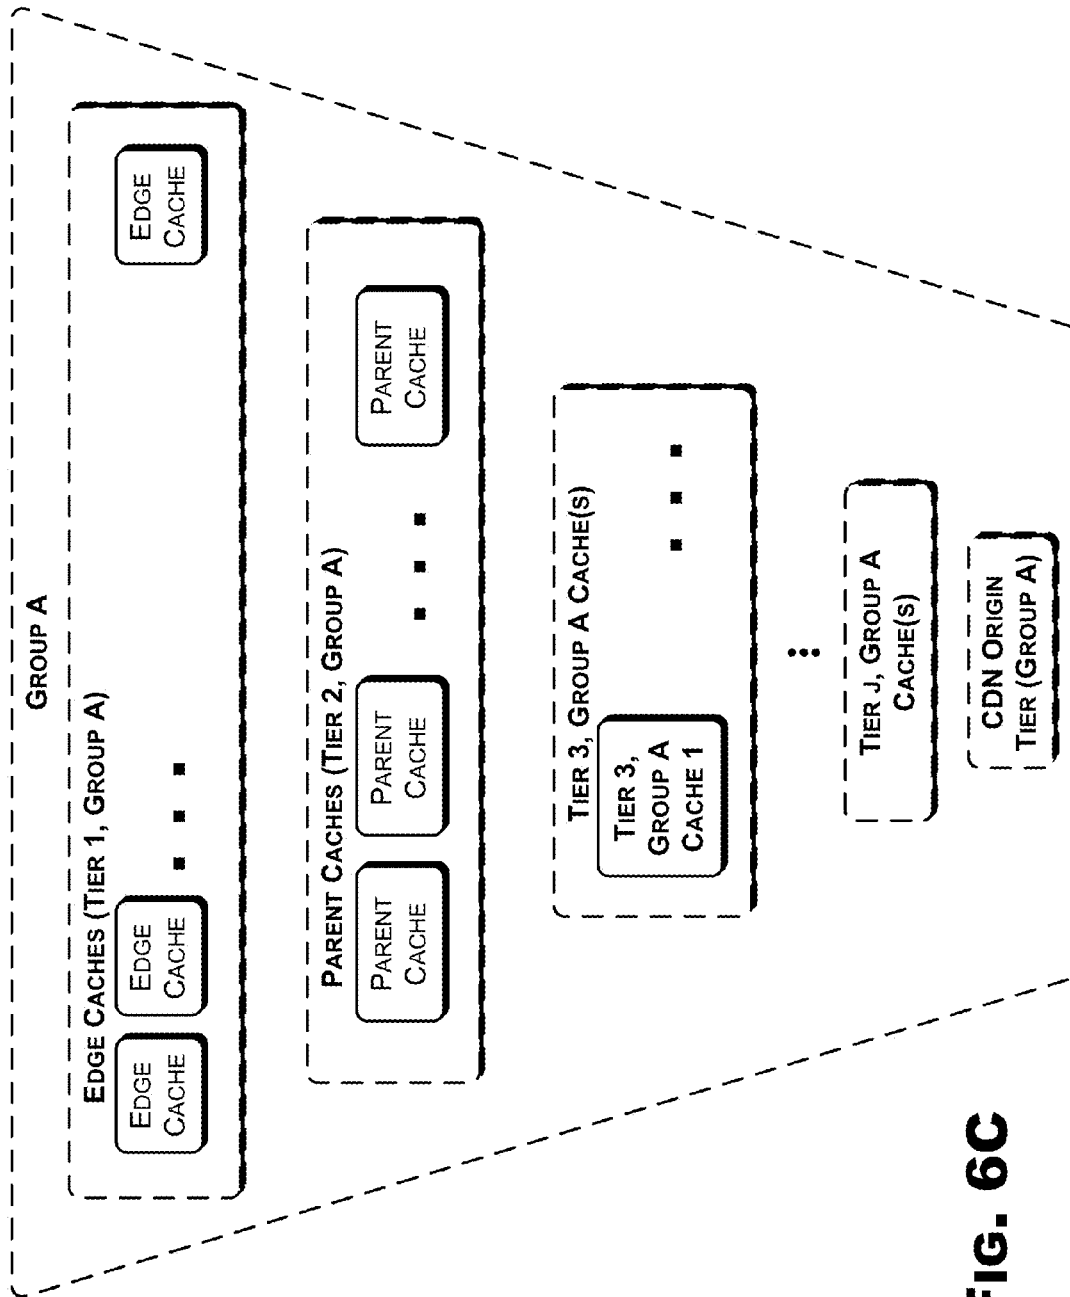 GROUP A
EDGE CACHES (TIER 1, GROUP A)
EDGE
CACHE
EDGE
CACHE
EDGE
CACHE
PARENT CACHES (TIER 2, GROUP A)
PARENT
CACHE
PARENT
CACHE
PARENT
CACHE
TIER 3, GROUP A CACHE(S)
TIER 3,
GROUP A
CACHE 1
TIER J, GROUP A
CACHE(S)
CDN ORIGIN
TIER (GROUP A)
FIG. 6C